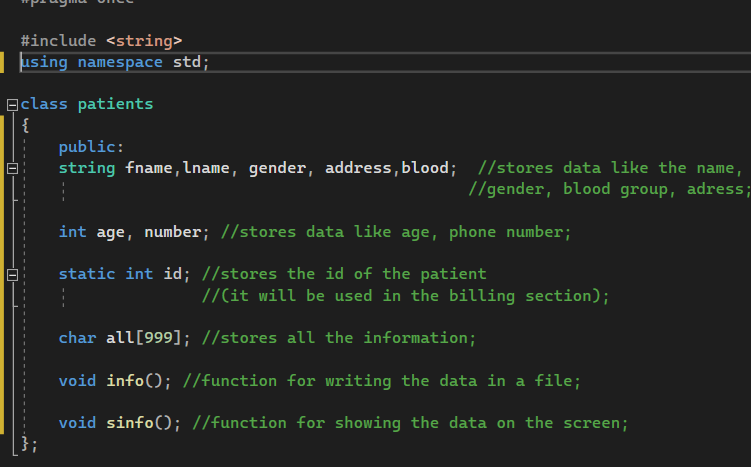 #pragma once
#include <string>
using namespace std;
class patients
{
public:
string fname,lname, gender, address,blood;  //stores data like the name,
//gender, blood group, adress;
int age, number; //stores data like age, phone number;
static int id; //stores the id of the patient
//(it will be used in the billing section);
char all[999]; //stores all the information;
void info(); //function for writing the data in a file;
void sinfo(); //function for showing the data on the screen;
};